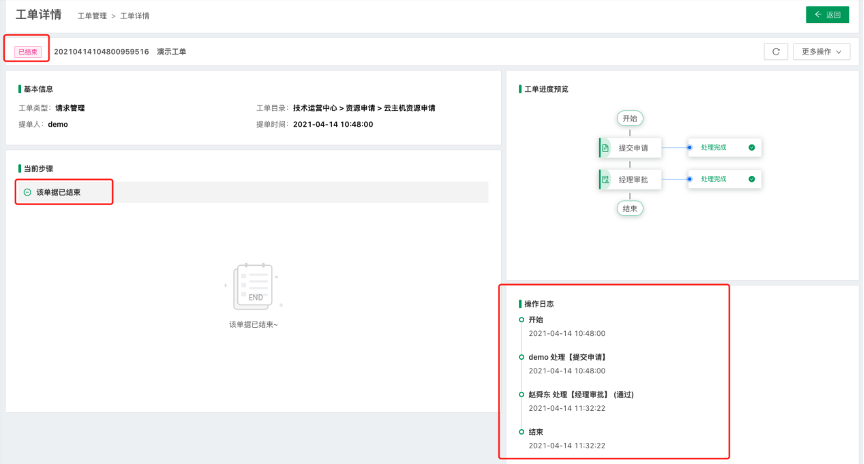 工单详情 工单管理 > 工单详情
返回
已结束 20210414104800959516 演示工单
更多操作
基本信息
工单类型: 请求管理
工单目录: 技术运营中心 > 资源申请 > 云主机资源申请
提单人: demo
提单时间: 2021-04-14 10:48:00
当前步骤
该单据已结束
END
该单据已结束~
工单进度预览
开始
提交申请 处理完成
经理审批 处理完成
结束
操作日志
开始
2021-04-14 10:48:00
demo 处理【提交申请】
2021-04-14 10:48:00
赵舜东 处理【经理审批】 (通过)
2021-04-14 11:32:22
结束
2021-04-14 11:32:22